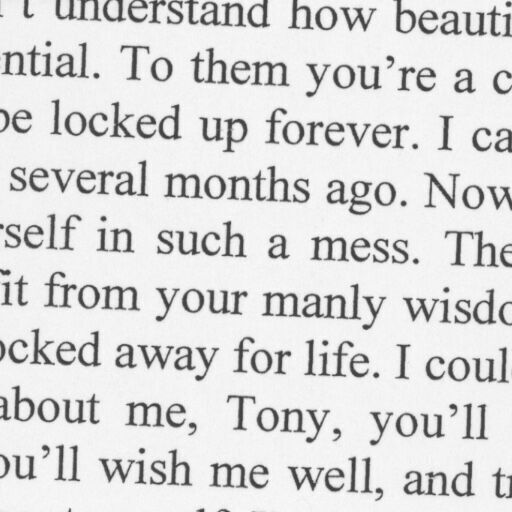 't understand how beauti
ntial. To them you're a c
be locked up forever. I ca
several months ago. Now
rself in such a mess. The
fit from your manly wisdo
ocked away for life. I coul
about me, Tony, you'll
ou'll wish me well, and tr